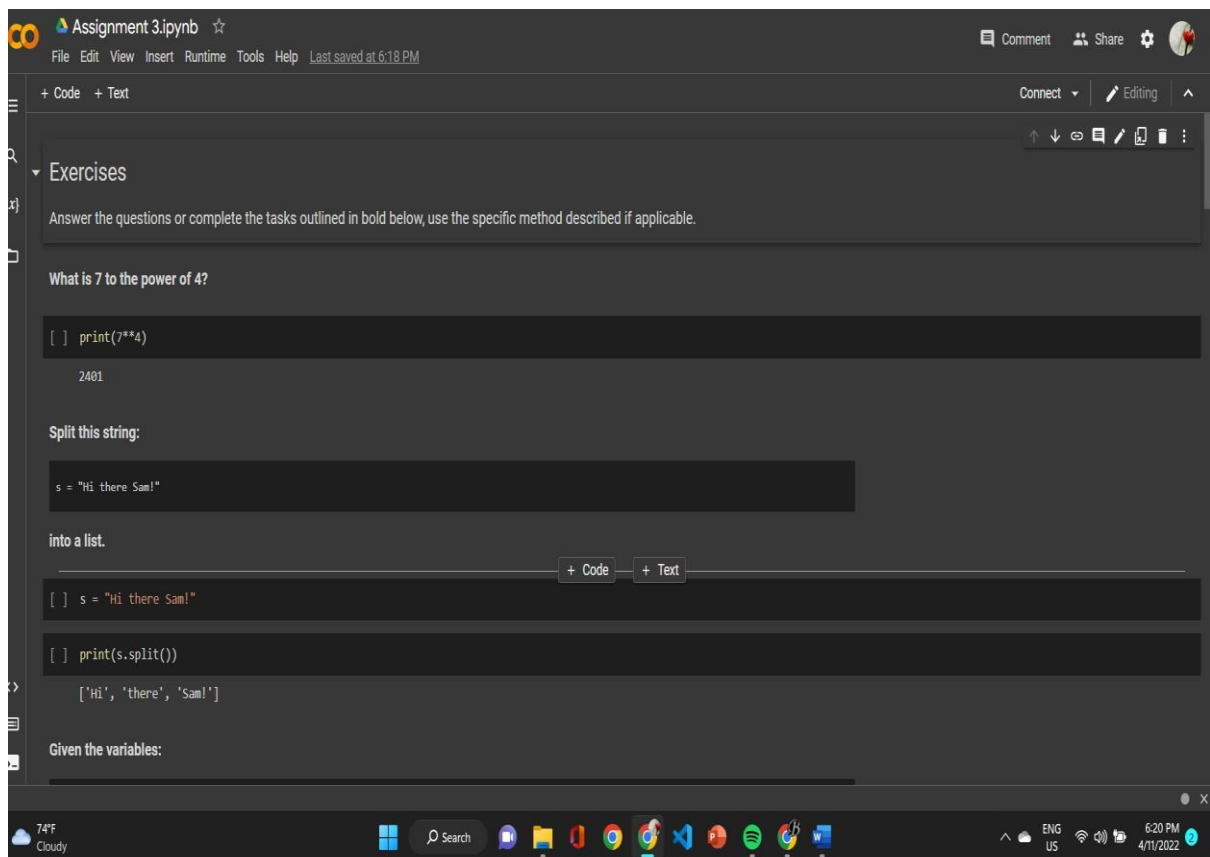 CO Assignment 3.ipynb
File Edit View Insert Runtime Tools Help Last saved at 6:18 PM
Comment Share
+ Code + Text
Connect Editing
Exercises
Answer the questions or complete the tasks outlined in bold below, use the specific method described if applicable.
What is 7 to the power of 4?
[ ] print(7**4)
2401
Split this string:
s = "Hi there Sam!"
into a list.
+ Code + Text
[ ] s = "Hi there Sam!"
[ ] print(s.split())
['Hi', 'there', 'Sam!']
Given the variables:
74°F
Cloudy
Search
ENG
US
6:20 PM
4/11/2022
2